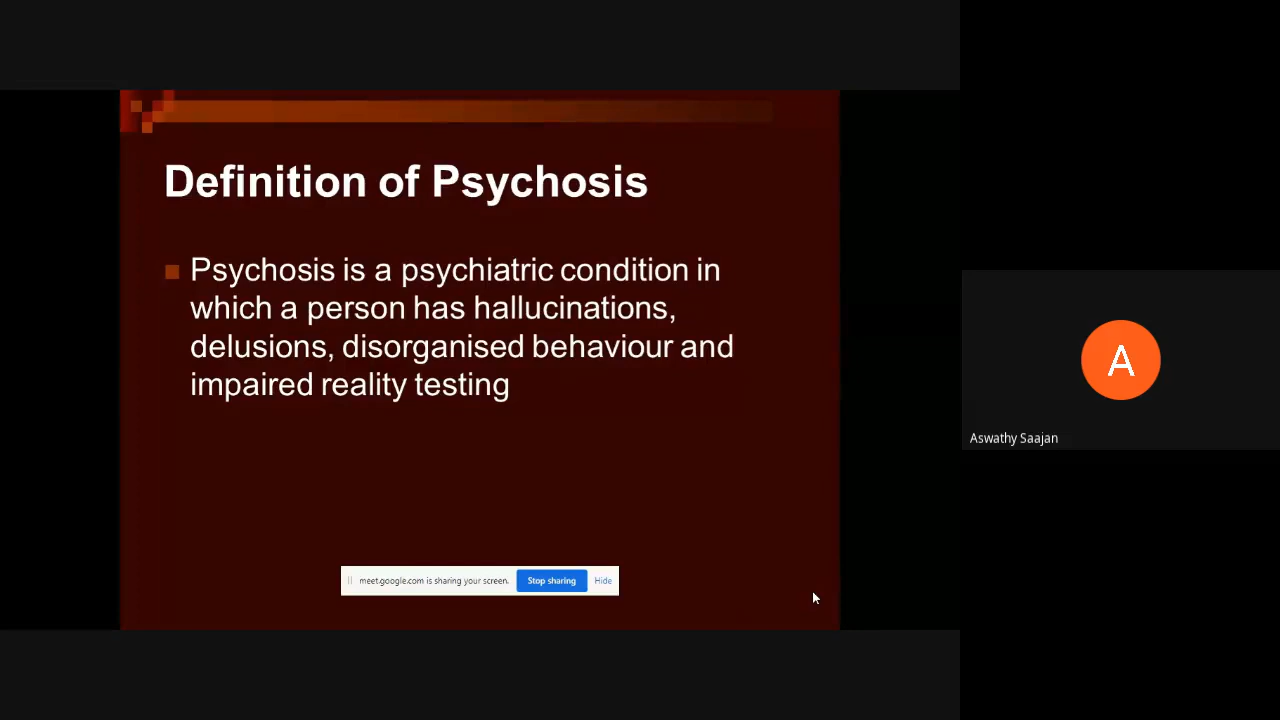 Definition of Psychosis
Psychosis is a psychiatric condition in
which a person has hallucinations,
delusions, disorganised behaviour and
impaired reality testing
meet.google.com is sharing your screen. Stop sharing Hide
A
Aswathy Saajan